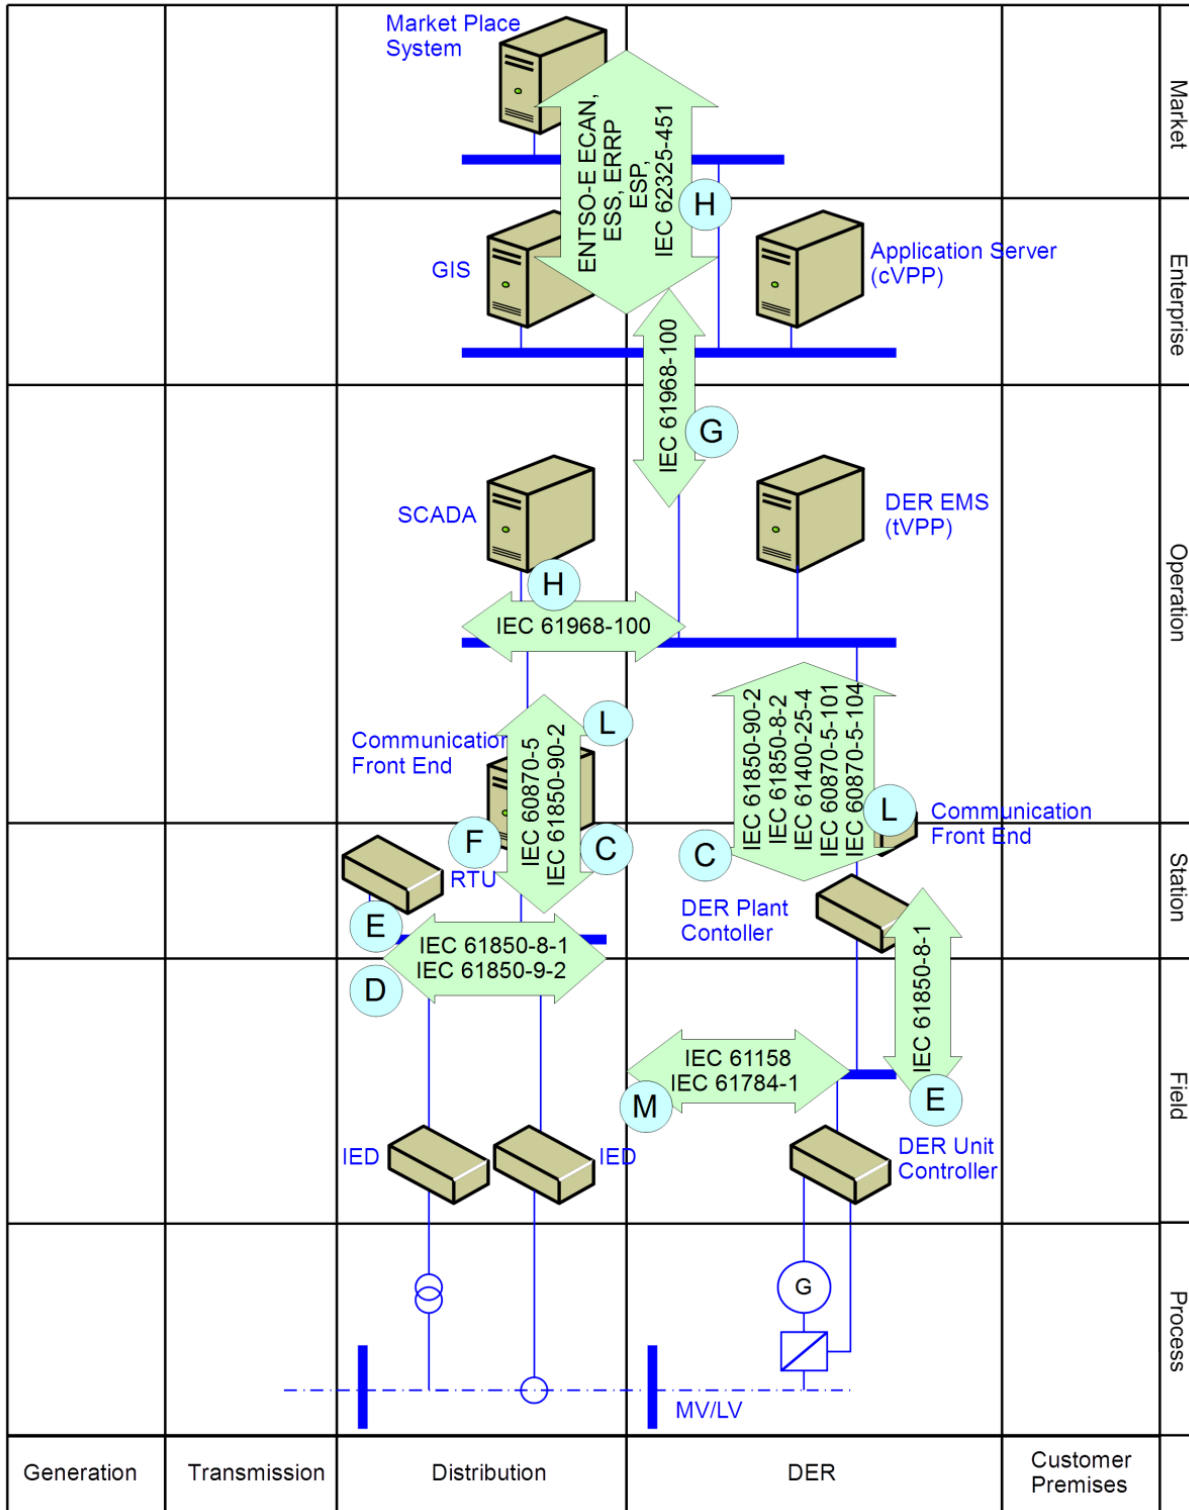 Market Place
System
Market
ENTSO-E ECAN,
ESS, ERRP
ESP,
IEC 62325-451
H
GIS
Application Server
(cVPP)
Enterprise
IEC 61968-100
G
SCADA
DER EMS
(tVPP)
Operation
H
IEC 61968-100
L
Communication
Front End
IEC 60870-5
IEC 61850-90-2
IEC 61850-90-2
IEC 61850-8-2
IEC 61400-25-4
IEC 60870-5-101
IEC 60870-5-104
L
Communication
Front End
F
C
C
Station
RTU
E
DER Plant
Contoller
IEC 61850-8-1
IEC 61850-8-1
IEC 61850-9-2
D
IEC 61158
IEC 61784-1
M
E
Field
IED
IED
DER Unit
Controller
G
Process
MV/LV
Generation
Transmission
Distribution
DER
Customer
Premises